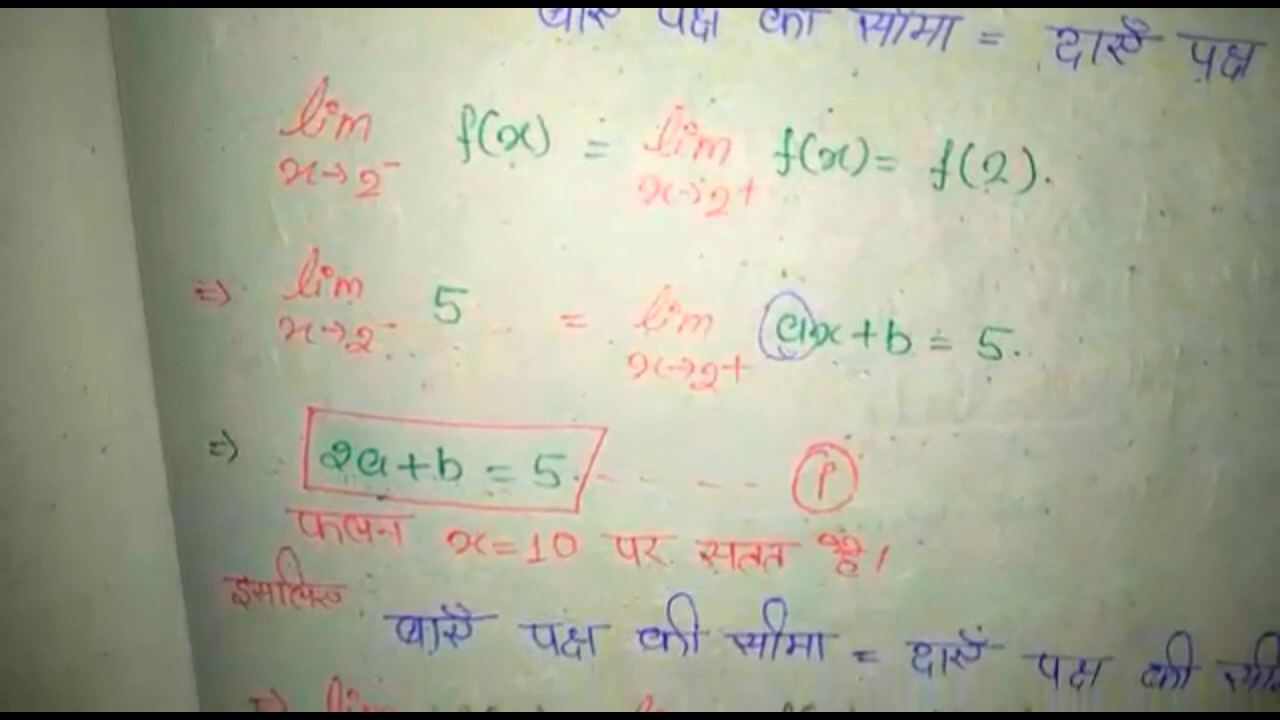 बाएँ पक्ष की सीमा = दाएँ पक्ष
lim x→2⁻ f(x) = lim x→2+ f(x) = f(2).
⇒ lim x→2⁻ 5 = lim x→2+ ax+b = 5.
⇒ 2a+b = 5. - - - - (i)
फलन x=10 पर सतत है।
इसलिए
बाएँ पक्ष की सीमा = दाएँ पक्ष की
⇒ lim